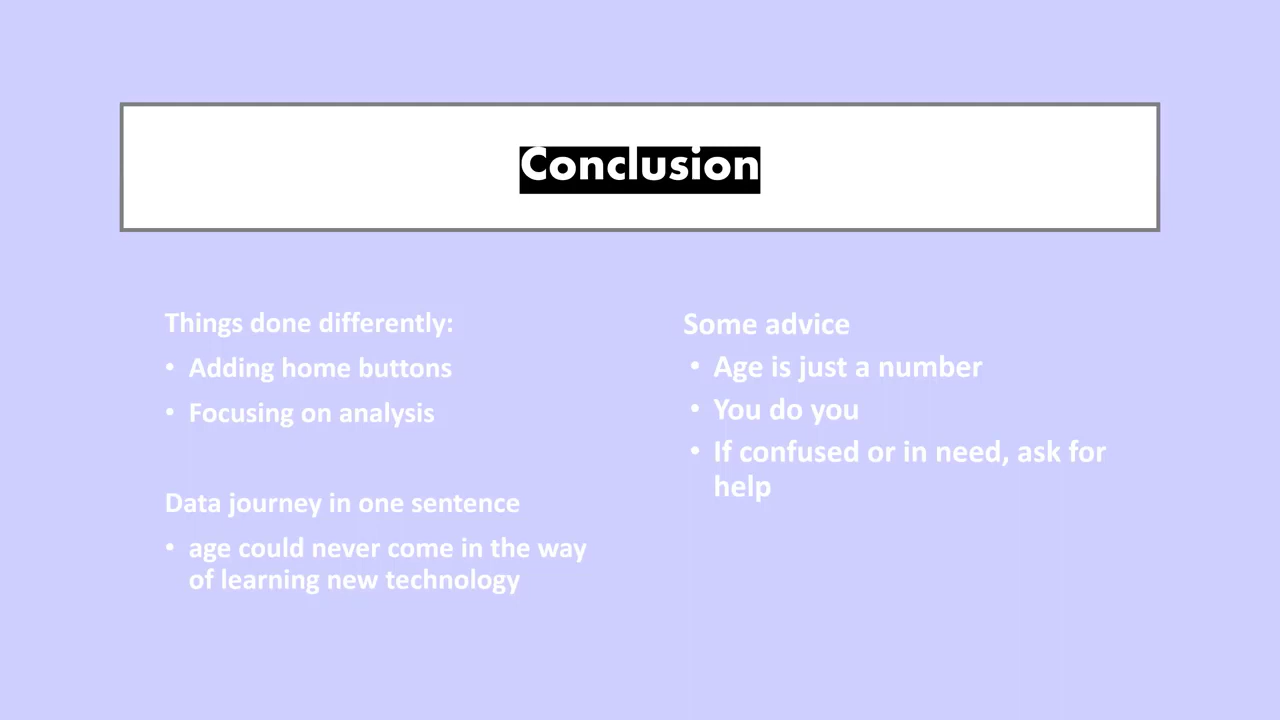 Conclusion
Things done differently:
• Adding home buttons
• Focusing on analysis
Data journey in one sentence
• age could never come in the way
of learning new technology
Some advice
• Age is just a number
• You do you
• If confused or in need, ask for
help